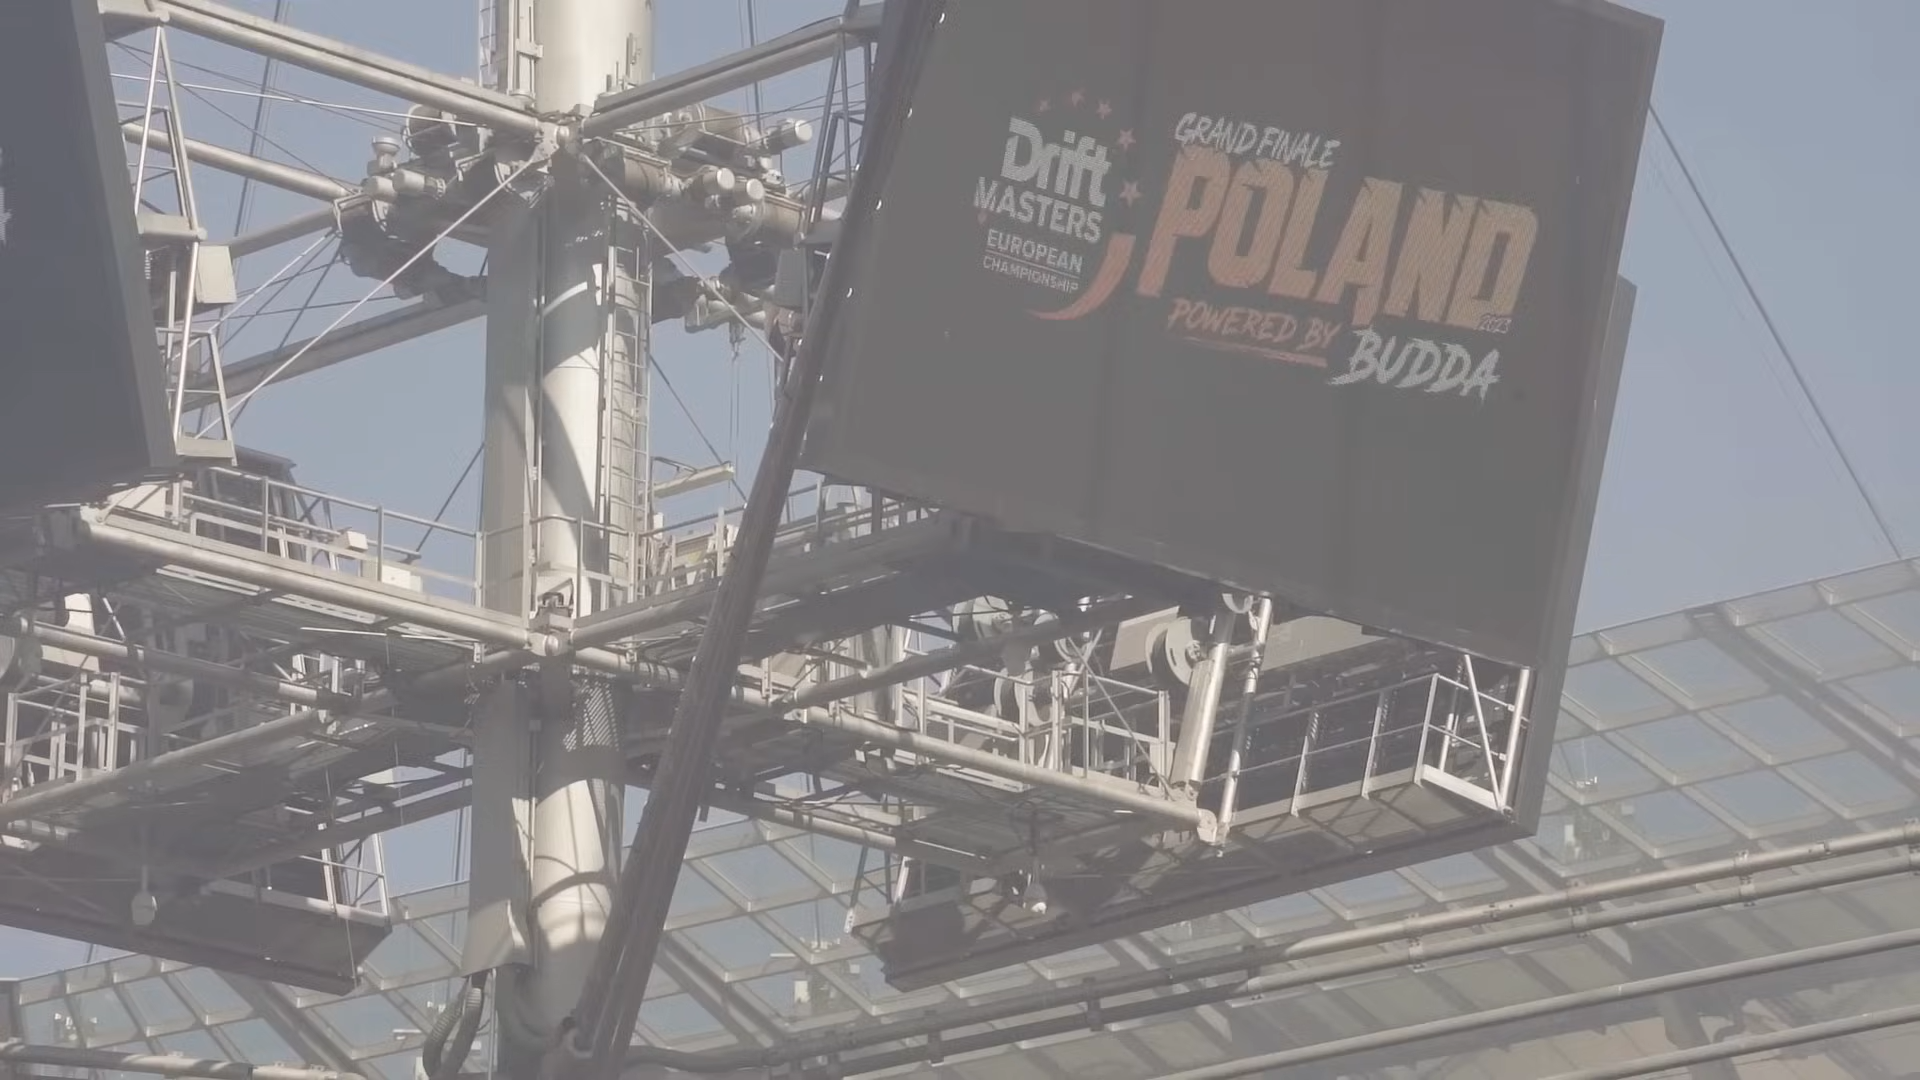 Drift
MASTERS
EUROPEAN
CHAMPIONSHIP
GRAND FINALE
POLAND
2023
POWERED BY
BUDDA